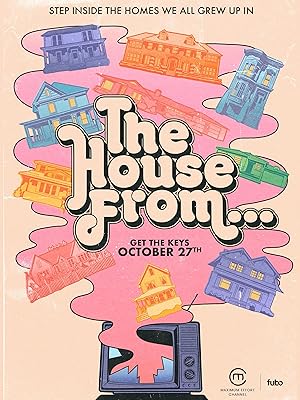 STEP INSIDE THE HOMES WE ALL GREW UP IN
The
House
From...
GET THE KEYS
OCTOBER 27TH
MAXIMUM EFFORT
CHANNEL
fubo